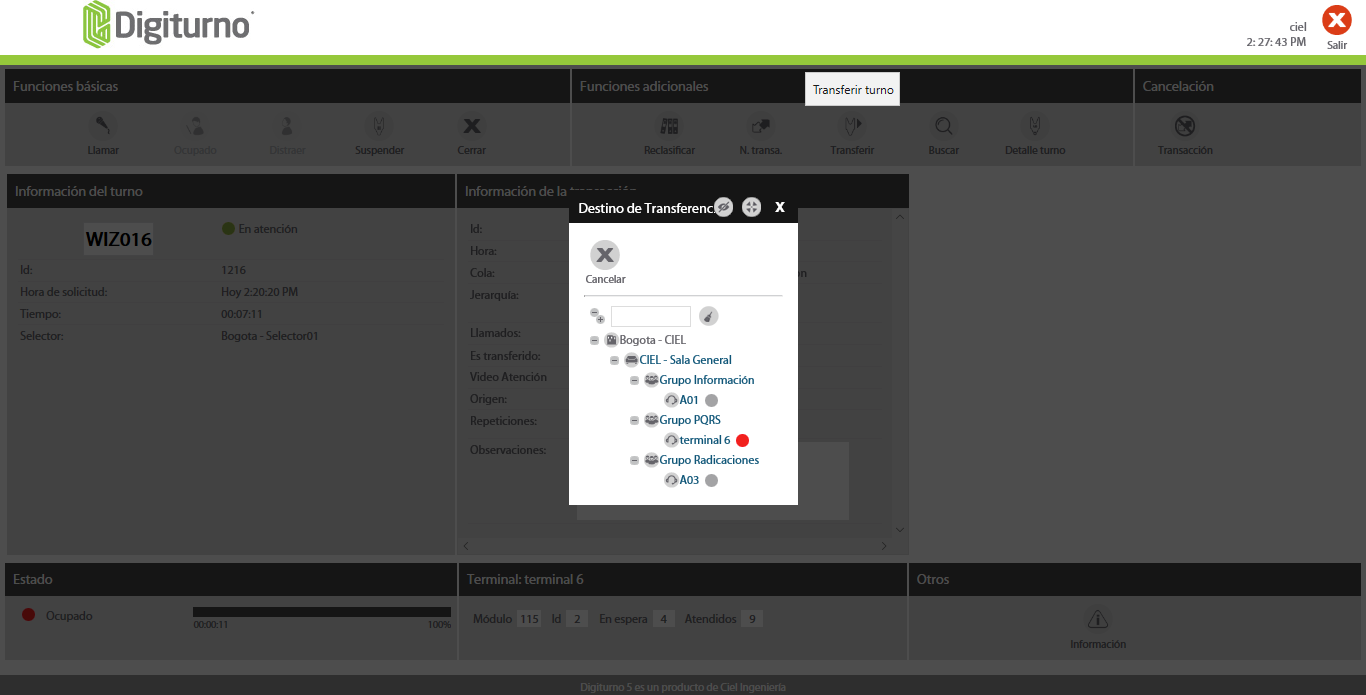 Digiturno
ciel
2: 27: 43 PM
Salir
Funciones básicas
Funciones adicionales
Transferir turno
Cancelación
Llamar
Ocupado
Distraer
Suspender
Cerrar
Reclasificar
N. transa.
Transferir
Buscar
Detalle turno
Transacción
Información del turno
WIZ016
En atención
Id:
1216
Hora de solicitud:
Hoy 2:20:20 PM
Tiempo:
00:07:11
Selector:
Bogota - Selector01
Información de la transacción
Id:
Hora:
Cola:
Jerarquía:
Llamados:
Es transferido:
Video Atención
Origen:
Repeticiones:
Observaciones:
Destino de Transferenc
X
Cancelar
Bogota - CIEL
CIEL - Sala General
Grupo Información
A01
Grupo PQRS
terminal 6
Grupo Radicaciones
A03
Estado
Ocupado
00:00:11
100%
Terminal: terminal 6
Módulo 115 Id 2 En espera 4 Atendidos 9
Otros
Información
Digiturno 5 es un producto de Ciel Ingeniería